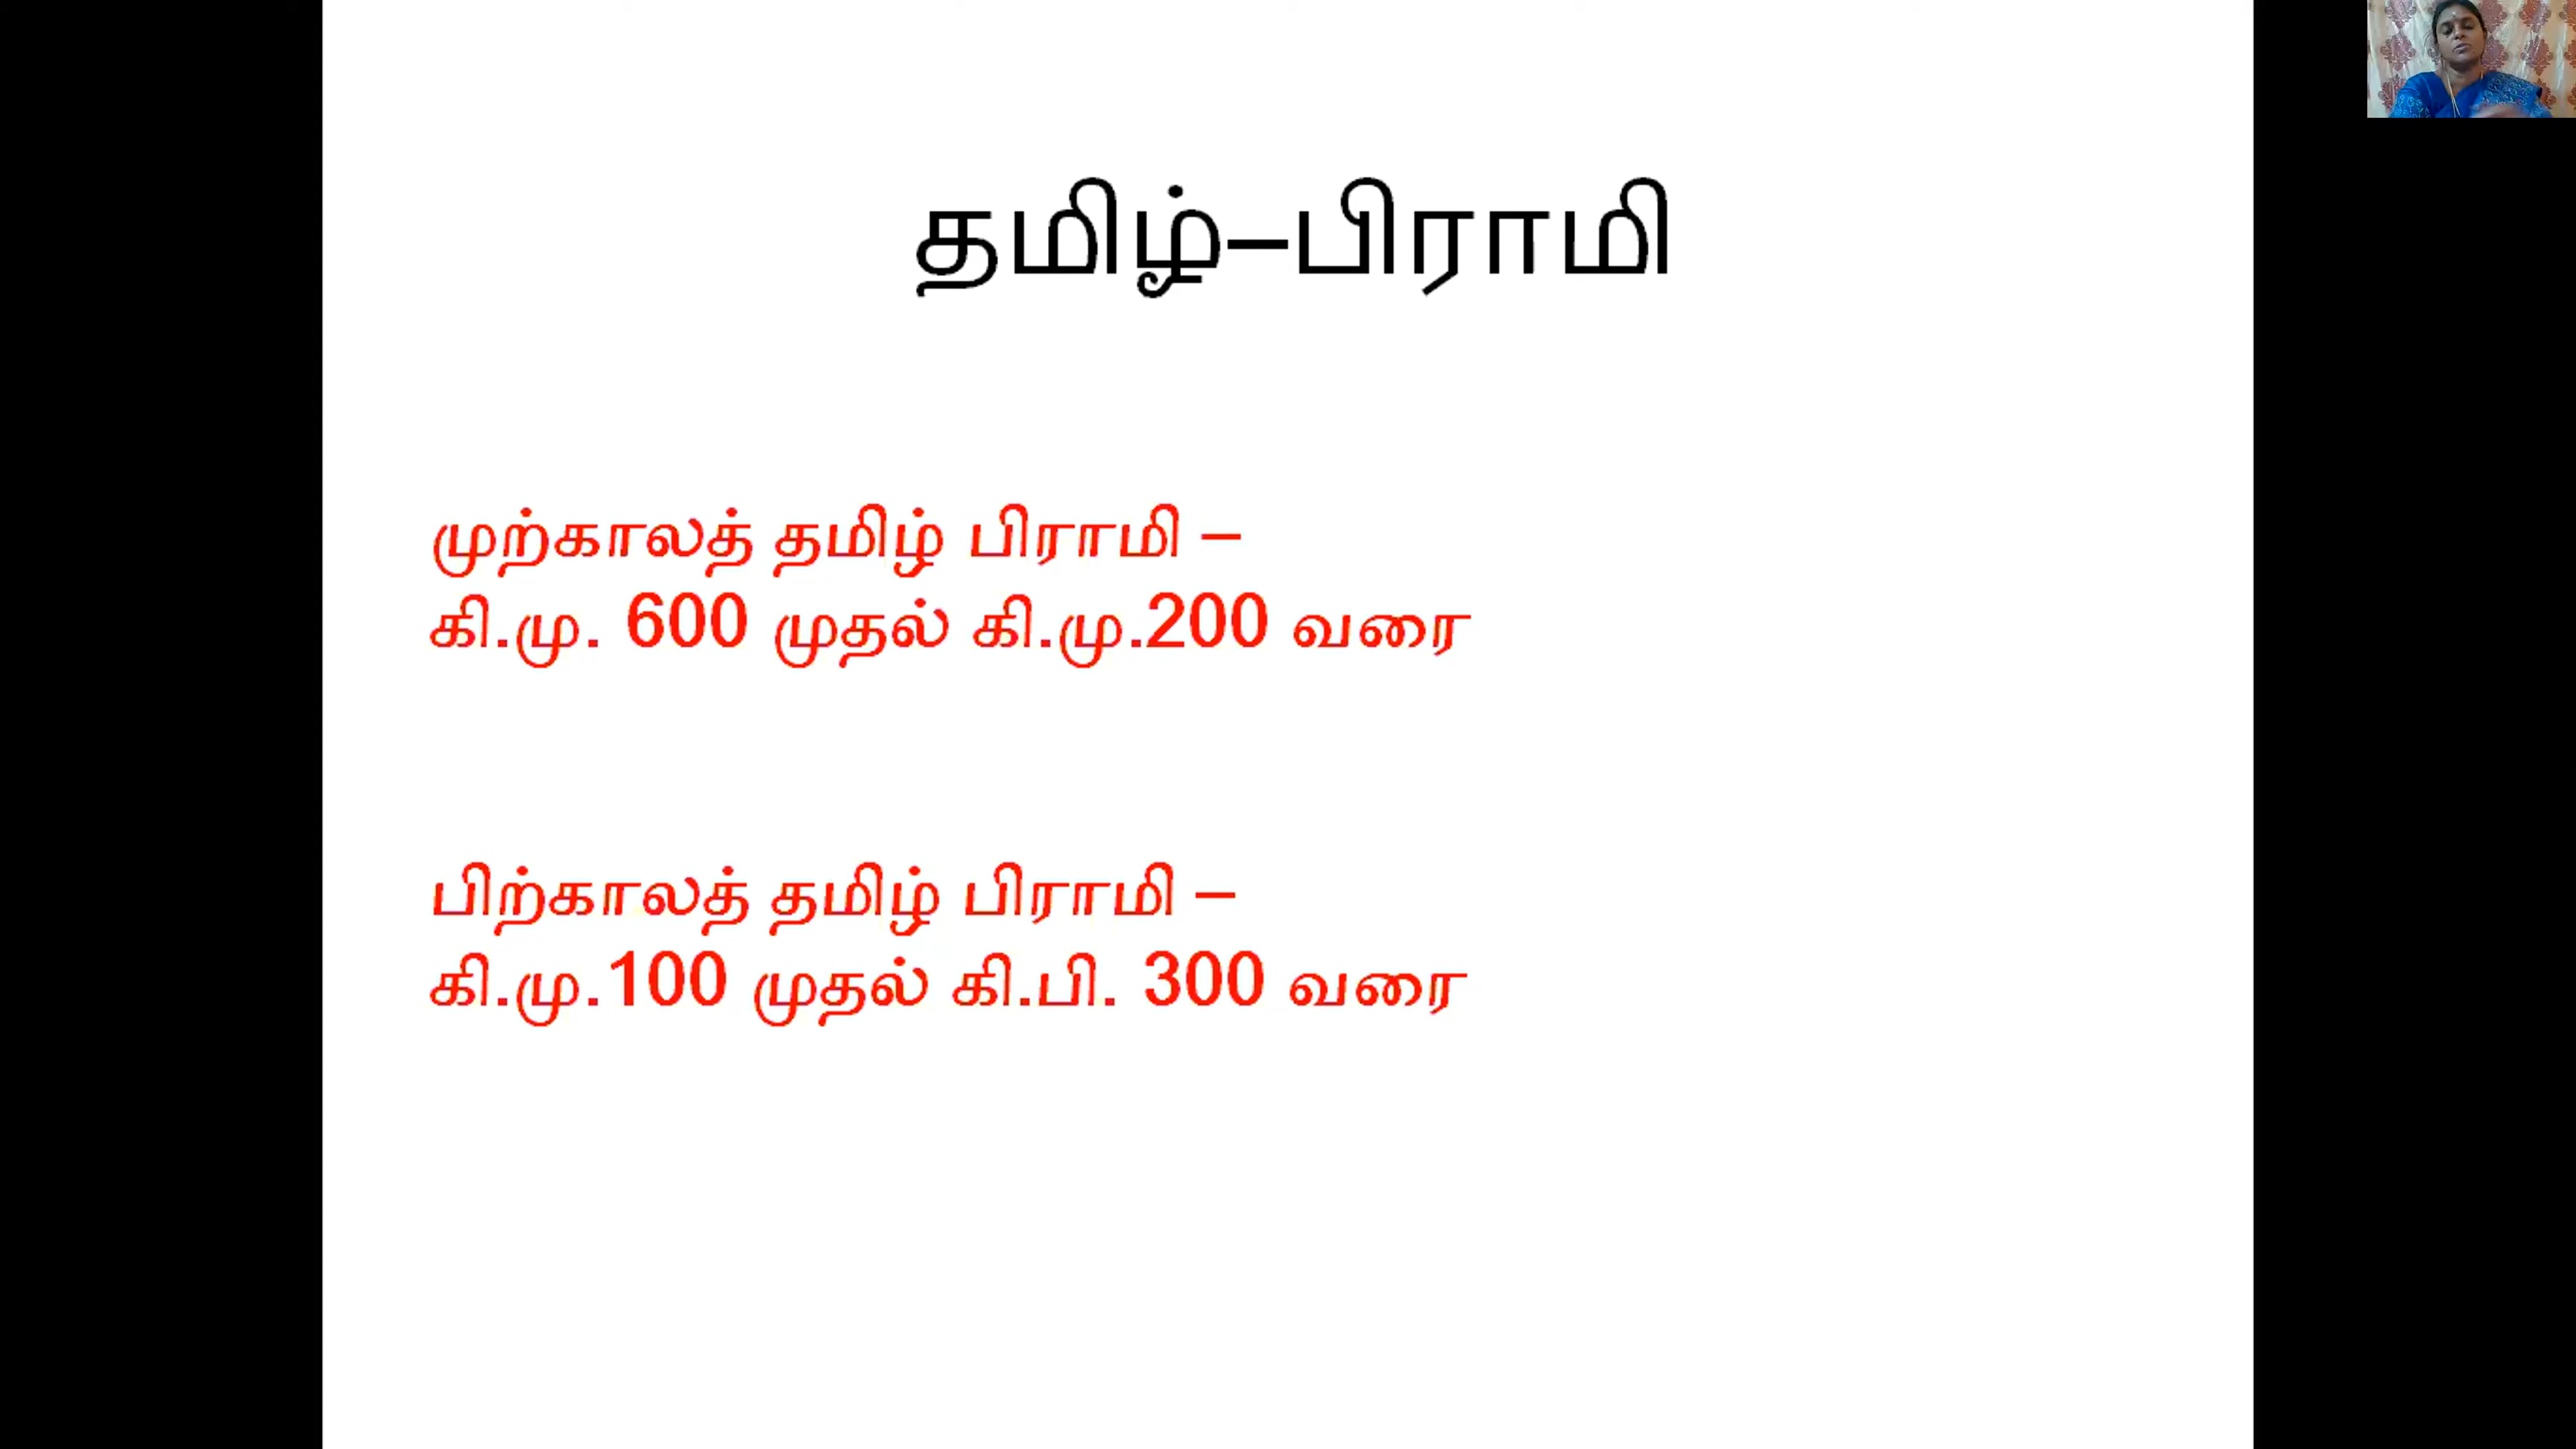 தமிழ்–பிராமி
முற்காலத் தமிழ் பிராமி –
கி.மு. 600 முதல் கி.மு.200 வரை
பிற்காலத் தமிழ் பிராமி –
கி.மு.100 முதல் கி.பி. 300 வரை